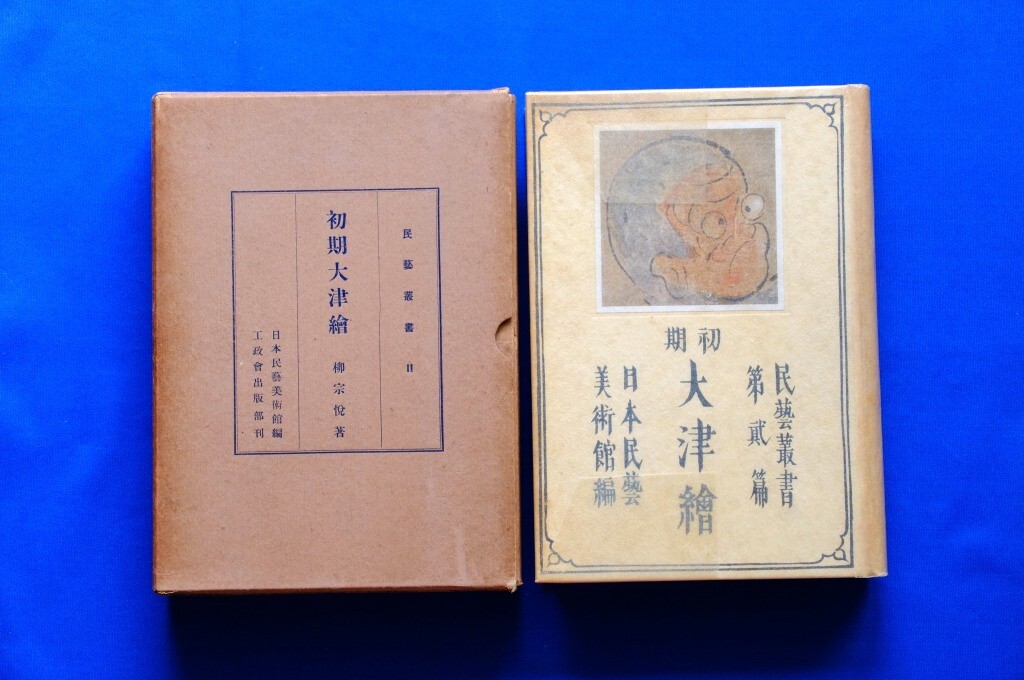 民藝叢書 II
初期大津繪 柳宗悅著
日本民藝美術館編
工政會出版部刊
初期
大津繪
民藝叢書
第貳篇
日本民藝
美術館編